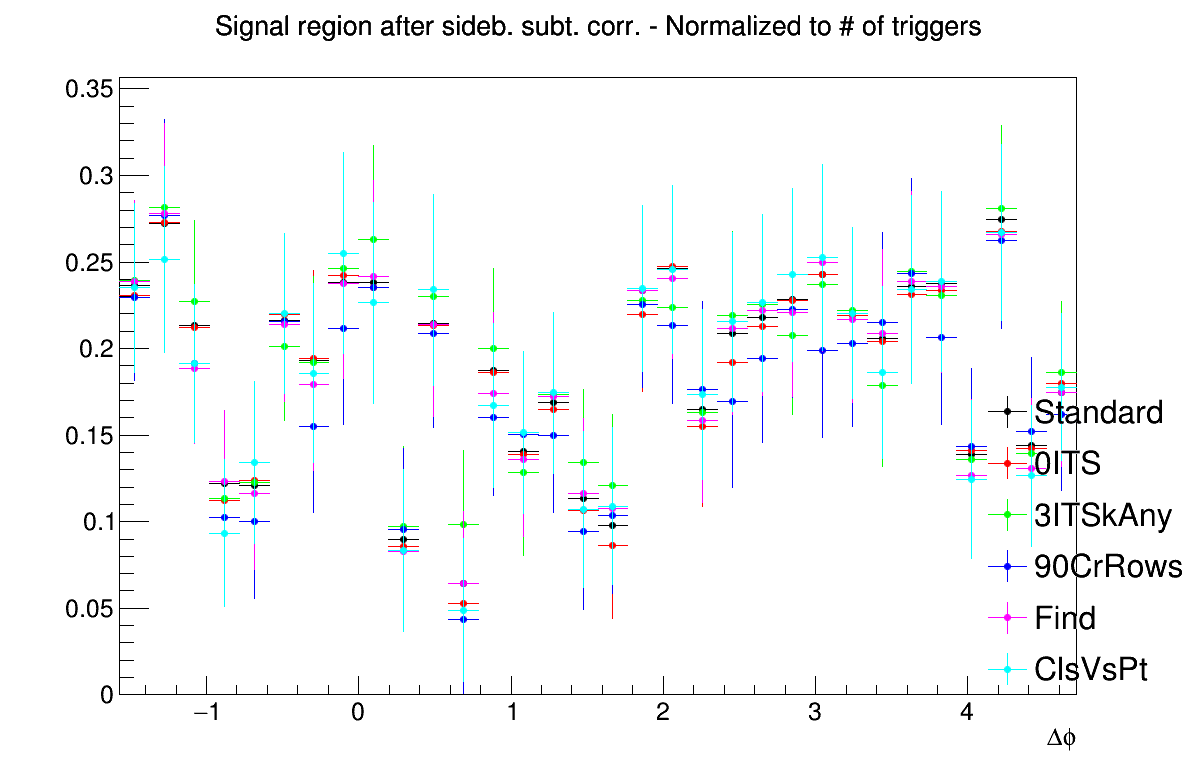 Signal region after sideb. subt. corr. - Normalized to # of triggers
0.35
0.3
0.25
0.2
0.15
0.1
0.05
0
−1
0
1
2
3
4
Δϕ
Standard
0ITS
3ITSkAny
90CrRows
Find
ClsVsPt